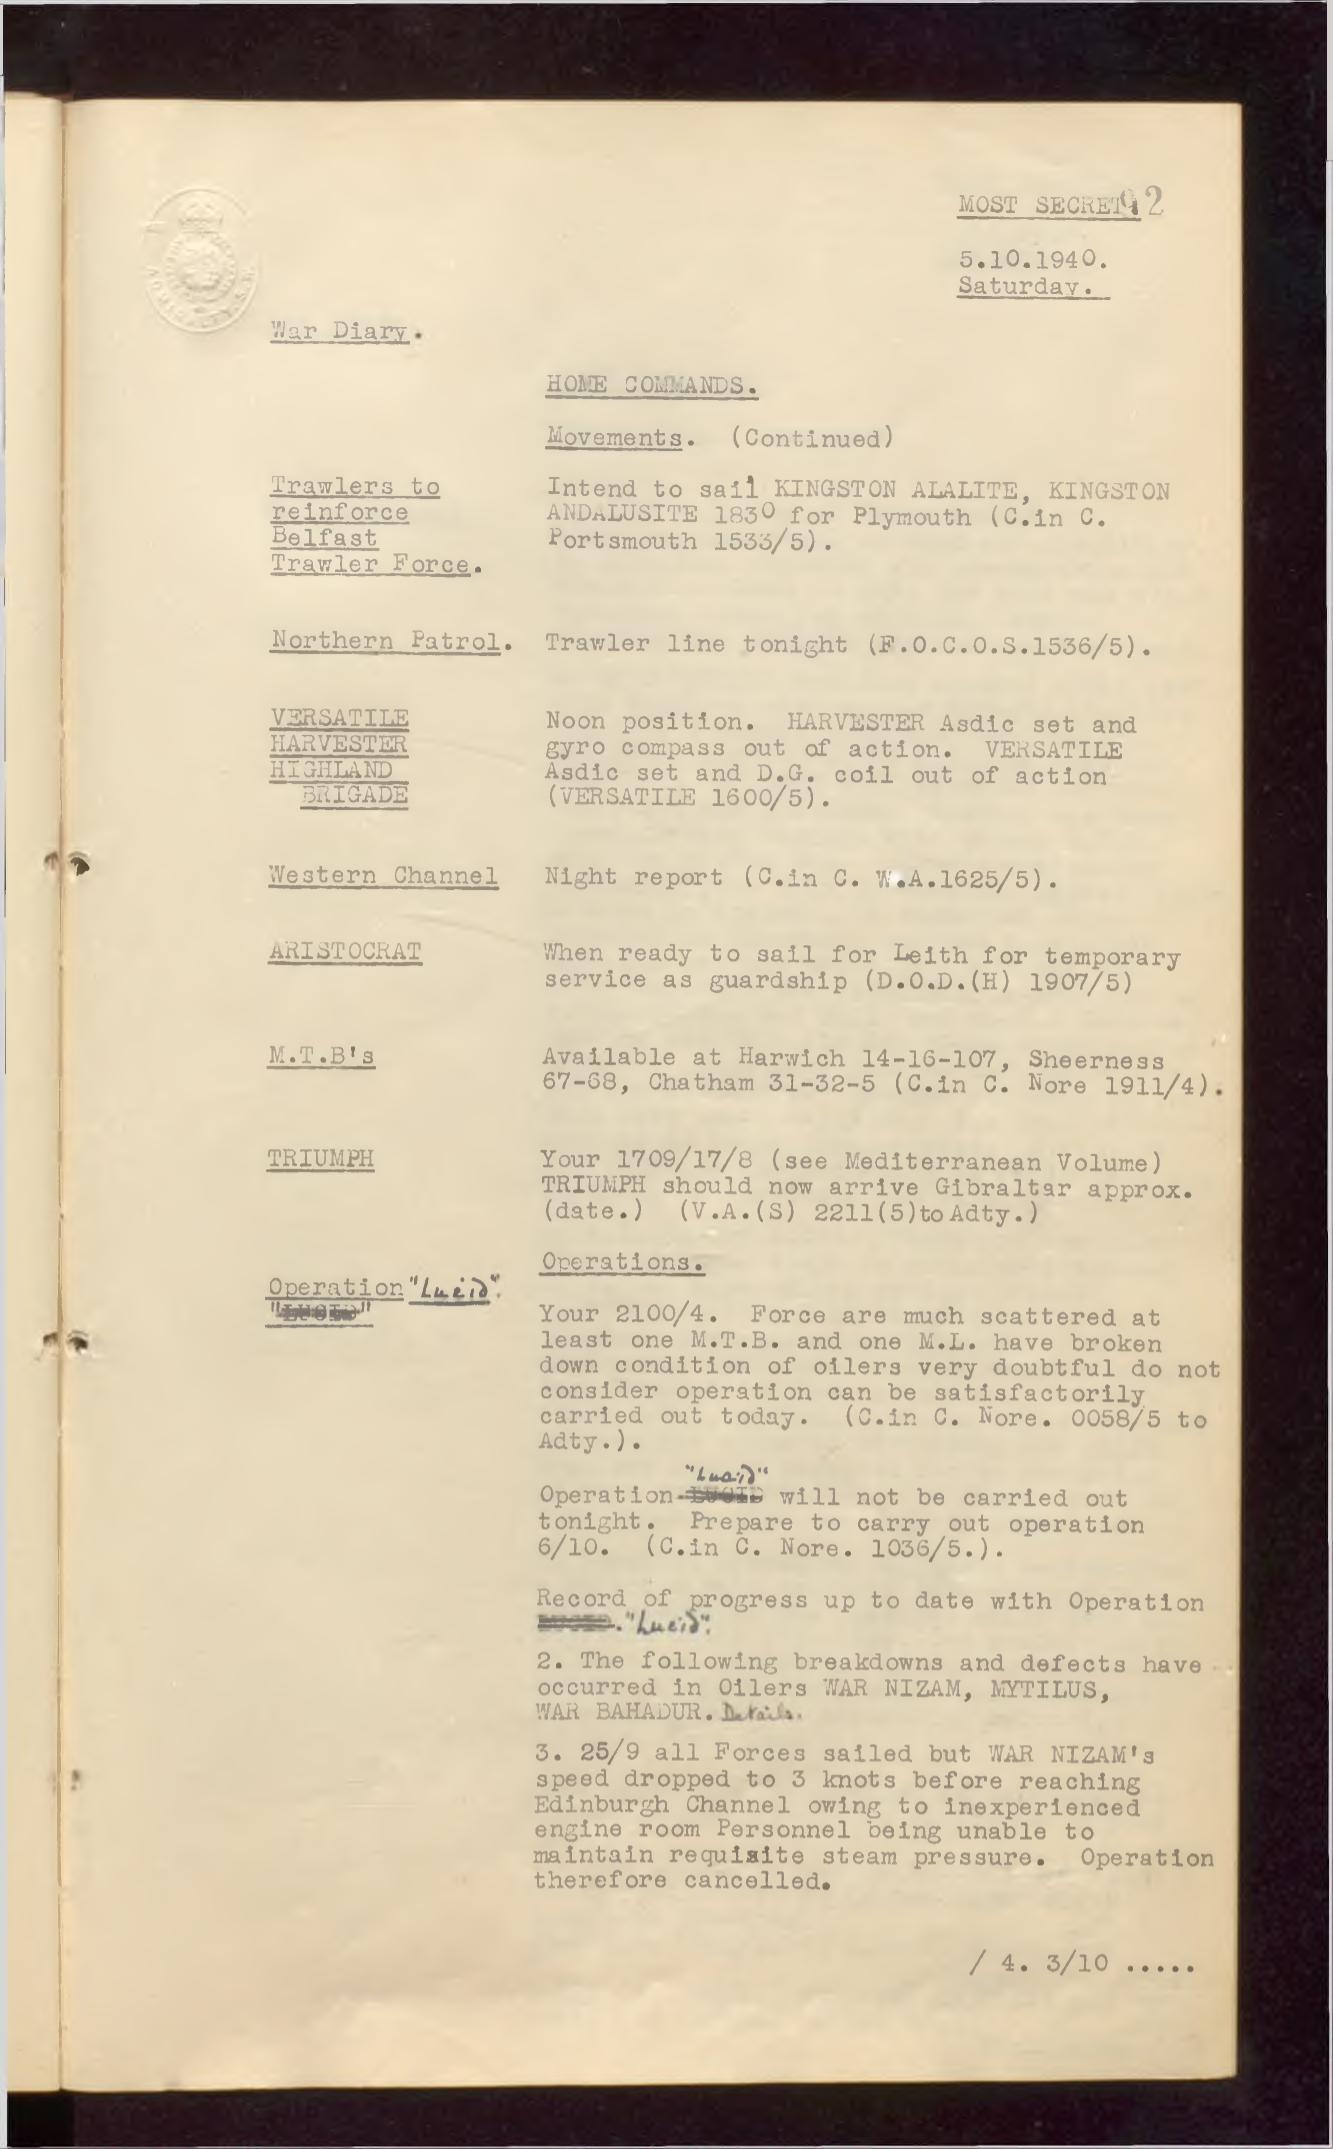 MOST SECRET 92
5.10.1940.
Saturday.
War Diary.
HOME COMMANDS.
Movements. (Continued)
Trawlers to
reinforce
Belfast
Trawler Force.
Intend to sail KINGSTON ALALITE, KINGSTON
ANDALUSITE 1830 for Plymouth (C.in C.
Portsmouth 1533/5).
Northern Patrol.
Trawler line tonight (F.O.C.O.S.1536/5).
VERSATILE
HARVESTER
HIGHLAND
BRIGADE
Noon position. HARVESTER Asdic set and
gyro compass out of action. VERSATILE
Asdic set and D.G. coil out of action
(VERSATILE 1600/5).
Western Channel
Night report (C.in C. W.A.1625/5).
ARISTOCRAT
When ready to sail for Leith for temporary
service as guardship (D.O.D.(H) 1907/5)
M.T.B's
Available at Harwich 14-16-107, Sheerness
67-68, Chatham 31-32-5 (C.in C. Nore 1911/4).
TRIUMPH
Your 1709/17/8 (see Mediterranean Volume)
TRIUMPH should now arrive Gibraltar approx.
(date.) (V.A.(S) 2211(5)to Adty.)
Operations.
Operation "Lucid".
"LUCID"
Your 2100/4. Force are much scattered at
least one M.T.B. and one M.L. have broken
down condition of oilers very doubtful do not
consider operation can be satisfactorily
carried out today. (C.in C. Nore. 0058/5 to
Adty.).
"Lucid"
Operation LUCID will not be carried out
tonight. Prepare to carry out operation
6/10. (C.in C. Nore. 1036/5.).
Record of progress up to date with Operation
LUCID. "Lucid".
2. The following breakdowns and defects have
occurred in Oilers WAR NIZAM, MYTILUS,
WAR BAHADUR. Details.
3. 25/9 all Forces sailed but WAR NIZAM's
speed dropped to 3 knots before reaching
Edinburgh Channel owing to inexperienced
engine room Personnel being unable to
maintain requisite steam pressure. Operation
therefore cancelled.
/ 4. 3/10 .....